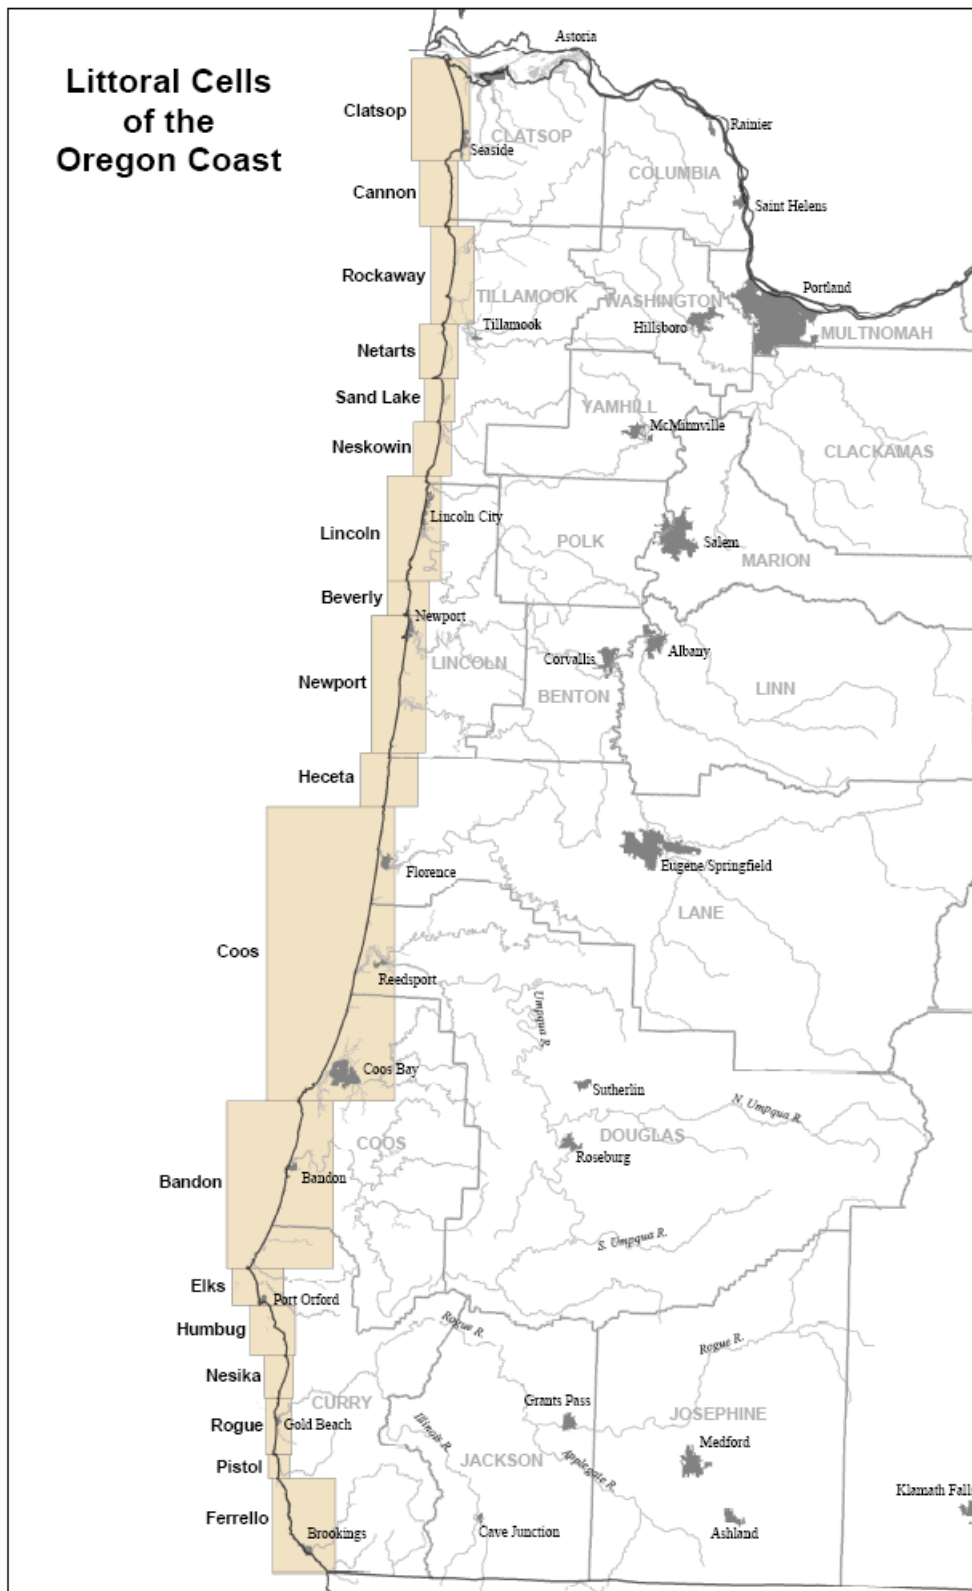 Littoral Cells
of the
Oregon Coast
Astoria
Clatsop
CLATSOP
Rainier
Seaside
COLUMBIA
Cannon
Saint Helens
Rockaway
Portland
TILLAMOOK
WASHINGTON
Tillamook
Hillsboro
MULTNOMAH
Netarts
Sand Lake
YAMHILL
McMinnville
Neskowin
CLACKAMAS
Lincoln City
Lincoln
POLK
Salem
MARION
Beverly
Newport
LINCOLN
Corvallis
Albany
Newport
BENTON
LINN
Heceta
Florence
Eugene/Springfield
LANE
Coos
Reedsport
Umpqua R.
Coos Bay
Sutherlin
N. Umpqua R.
COOS
DOUGLAS
Roseburg
Bandon
Bandon
S. Umpqua R.
Elks
Port Orford
Humbug
Rogue R.
Rogue R.
Nesika
CURRY
Grants Pass
JOSEPHINE
Rogue
Gold Beach
Illinois R.
Medford
Pistol
JACKSON
Applegate R.
Klamath Fall
Ferrello
Brookings
Cave Junction
Ashland